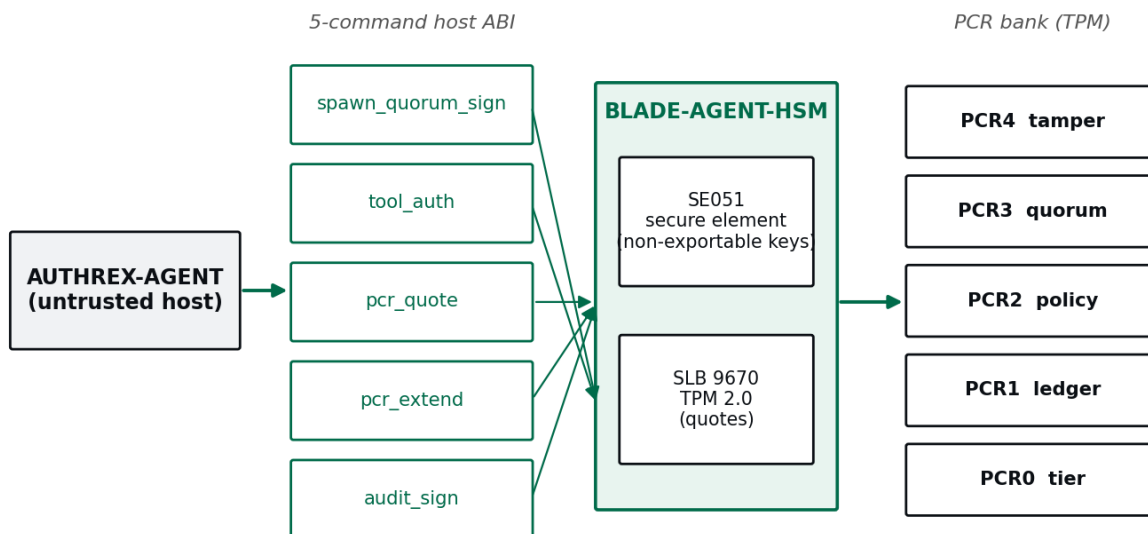 5-command host ABI
PCR bank (TPM)
AUTHREX-AGENT
(untrusted host)
spawn_quorum_sign
tool_auth
pcr_quote
pcr_extend
audit_sign
BLADE-AGENT-HSM
SE051
secure element
(non-exportable keys)
SLB 9670
TPM 2.0
(quotes)
PCR4 tamper
PCR3 quorum
PCR2 policy
PCR1 ledger
PCR0 tier